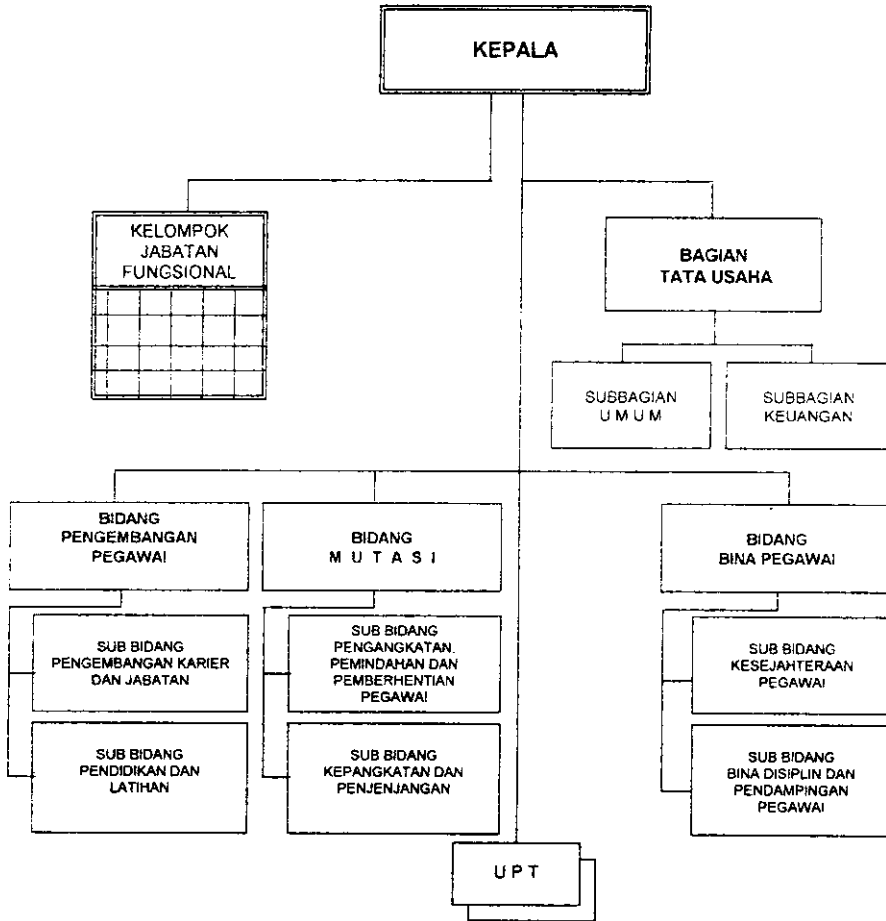 KEPALA
KELOMPOK
JABATAN
FUNGSIONAL
BAGIAN
TATA USAHA
SUBBAGIAN
U M U M
SUBBAGIAN
KEUANGAN
BIDANG
PENGEMBANGAN
PEGAWAI
BIDANG
M U T A S I
BIDANG
BINA PEGAWAI
SUB BIDANG
PENGEMBANGAN KARIER
DAN JABATAN
SUB BIDANG
PENGANGKATAN.
PEMINDAHAN DAN
PEMBERHENTIAN
PEGAWAI
SUB BIDANG
KESEJAHTERAAN
PEGAWAI
SUB BIDANG
PENDIDIKAN DAN
LATIHAN
SUB BIDANG
KEPANGKATAN DAN
PENJENJANGAN
SUB BIDANG
BINA DISIPLIN DAN
PENDAMPINGAN
PEGAWAI
U P T